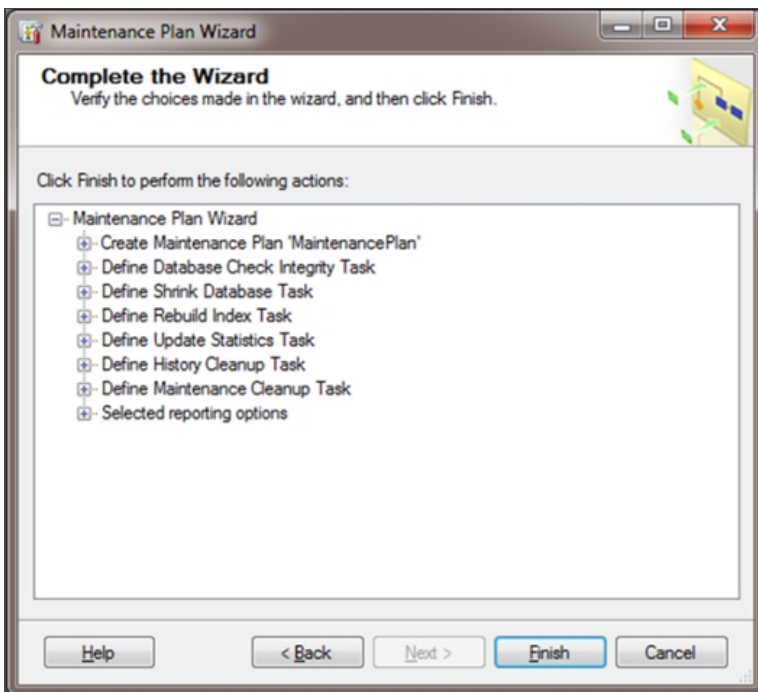 Maintenance Plan Wizard
Complete the Wizard
Verify the choices made in the wizard, and then click Finish.
Click Finish to perform the following actions:
Maintenance Plan Wizard
Create Maintenance Plan 'MaintenancePlan'
Define Database Check Integrity Task
Define Shrink Database Task
Define Rebuild Index Task
Define Update Statistics Task
Define History Cleanup Task
Define Maintenance Cleanup Task
Selected reporting options
Help
< Back
Next >
Finish
Cancel